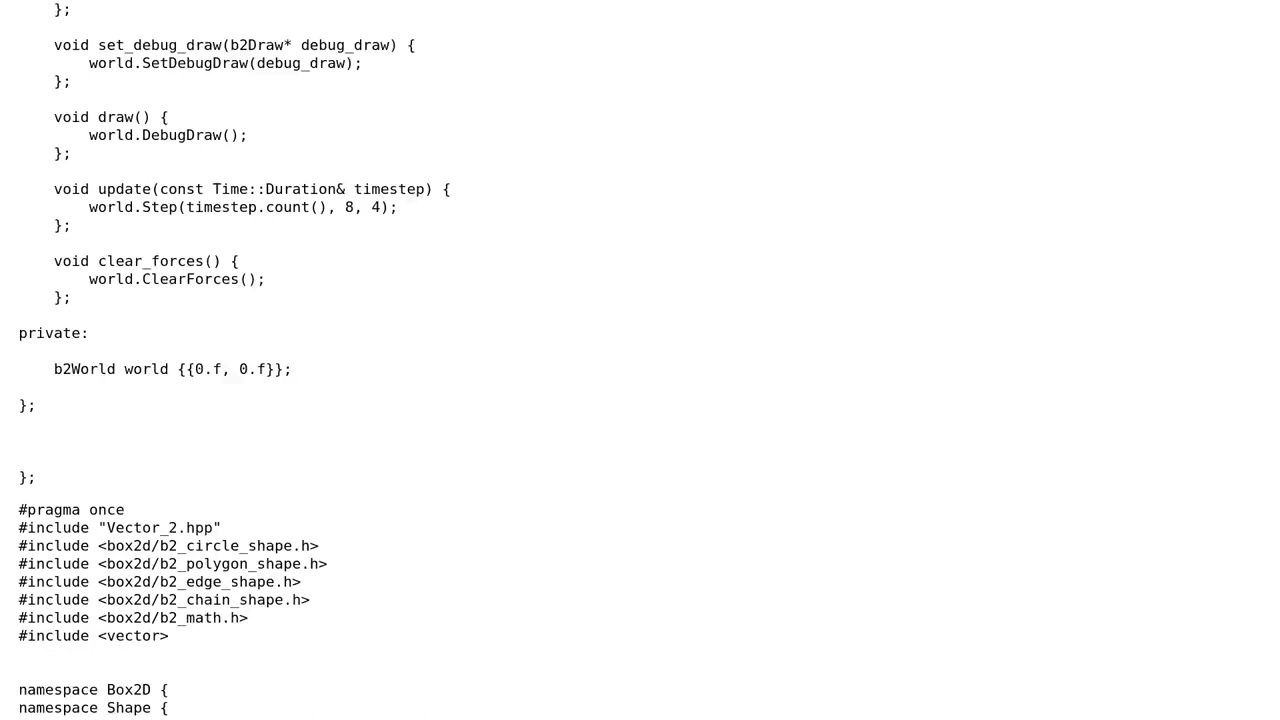 };

    void set_debug_draw(b2Draw* debug_draw) {
        world.SetDebugDraw(debug_draw);
    };

    void draw() {
        world.DebugDraw();
    };

    void update(const Time::Duration& timestep) {
        world.Step(timestep.count(), 8, 4);
    };

    void clear_forces() {
        world.ClearForces();
    };

private:

    b2World world {{0.f, 0.f}};

};

};

#pragma once
#include "Vector_2.hpp"
#include <box2d/b2_circle_shape.h>
#include <box2d/b2_polygon_shape.h>
#include <box2d/b2_edge_shape.h>
#include <box2d/b2_chain_shape.h>
#include <box2d/b2_math.h>
#include <vector>

namespace Box2D {
namespace Shape {